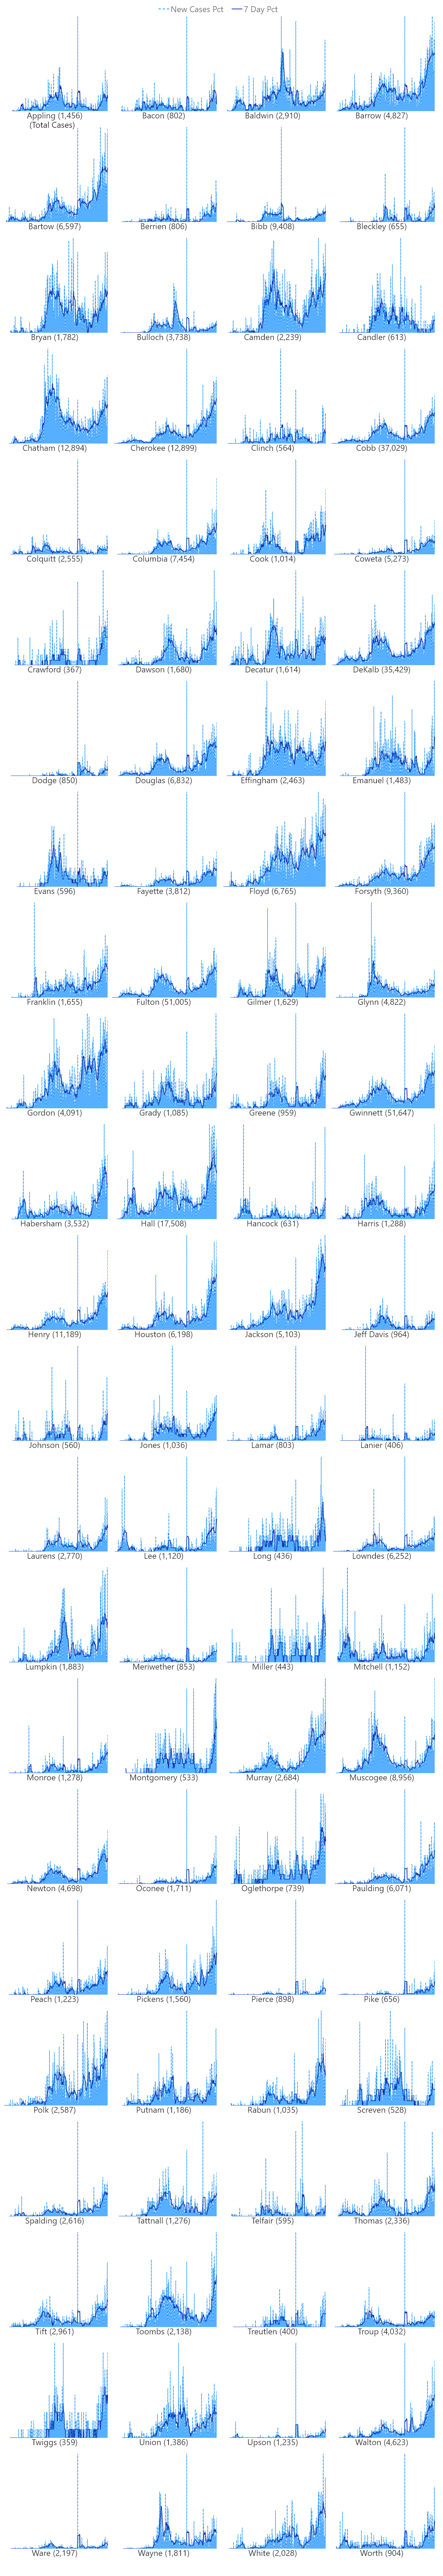 New Cases Pct 7 Day Pct
Appling (1,456) Bacon (802) Baldwin (2,910) Barrow (4,827)
(Total Cases)
Bartow (6,597) Berrien (806) Bibb (9,408) Bleckley (655)
Bryan (1,782) Bulloch (3,738) Camden (2,239) Candler (613)
Chatham (12,894) Cherokee (12,899) Clinch (564) Cobb (37,029)
Colquitt (2,555) Columbia (7,454) Cook (1,014) Coweta (5,273)
Crawford (367) Dawson (1,680) Decatur (1,614) DeKalb (35,429)
Dodge (850) Douglas (6,832) Effingham (2,463) Emanuel (1,483)
Evans (596) Fayette (3,812) Floyd (6,765) Forsyth (9,360)
Franklin (1,655) Fulton (51,005) Gilmer (1,629) Glynn (4,822)
Gordon (4,091) Grady (1,085) Greene (959) Gwinnett (51,647)
Habersham (3,532) Hall (17,508) Hancock (631) Harris (1,288)
Henry (11,189) Houston (6,198) Jackson (5,103) Jeff Davis (964)
Johnson (560) Jones (1,036) Lamar (803) Lanier (406)
Laurens (2,770) Lee (1,120) Long (436) Lowndes (6,252)
Lumpkin (1,883) Meriwether (853) Miller (443) Mitchell (1,152)
Monroe (1,278) Montgomery (533) Murray (2,684) Muscogee (8,956)
Newton (4,698) Oconee (1,711) Oglethorpe (739) Paulding (6,071)
Peach (1,223) Pickens (1,560) Pierce (898) Pike (656)
Polk (2,587) Putnam (1,186) Rabun (1,035) Screven (528)
Spalding (2,616) Tattnall (1,276) Telfair (595) Thomas (2,336)
Tift (2,961) Toombs (2,138) Treutlen (400) Troup (4,032)
Twiggs (359) Union (1,386) Upson (1,235) Walton (4,623)
Ware (2,197) Wayne (1,811) White (2,028) Worth (904)